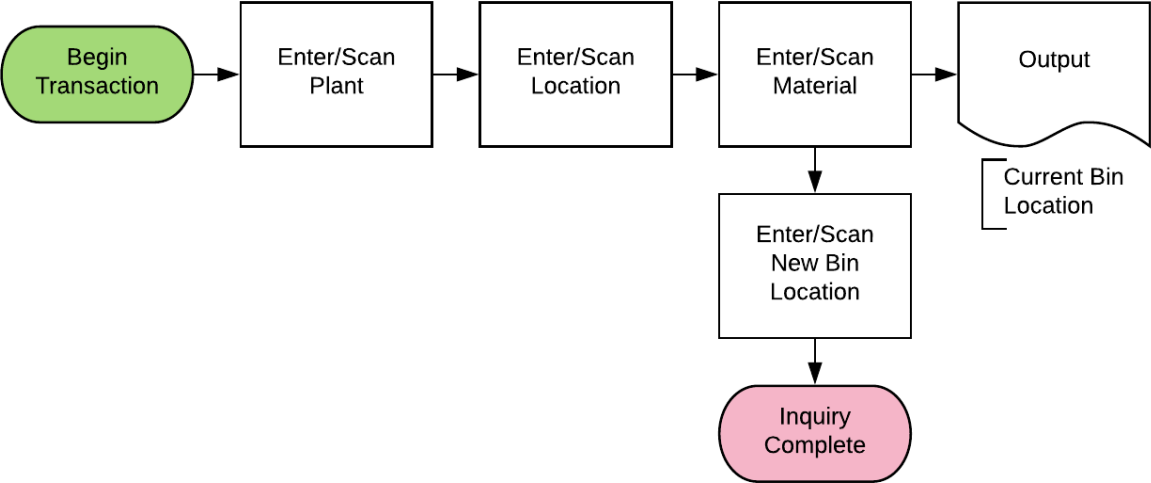 Begin
Transaction
Enter/Scan
Plant
Enter/Scan
Location
Enter/Scan
Material
Output
Current Bin
Location
Enter/Scan
New Bin
Location
Inquiry
Complete